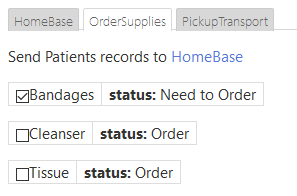 HomeBase OrderSupplies PickupTransport
Send Patients records to HomeBase
Bandages status: Need to Order
Cleanser status: Order
Tissue status: Order